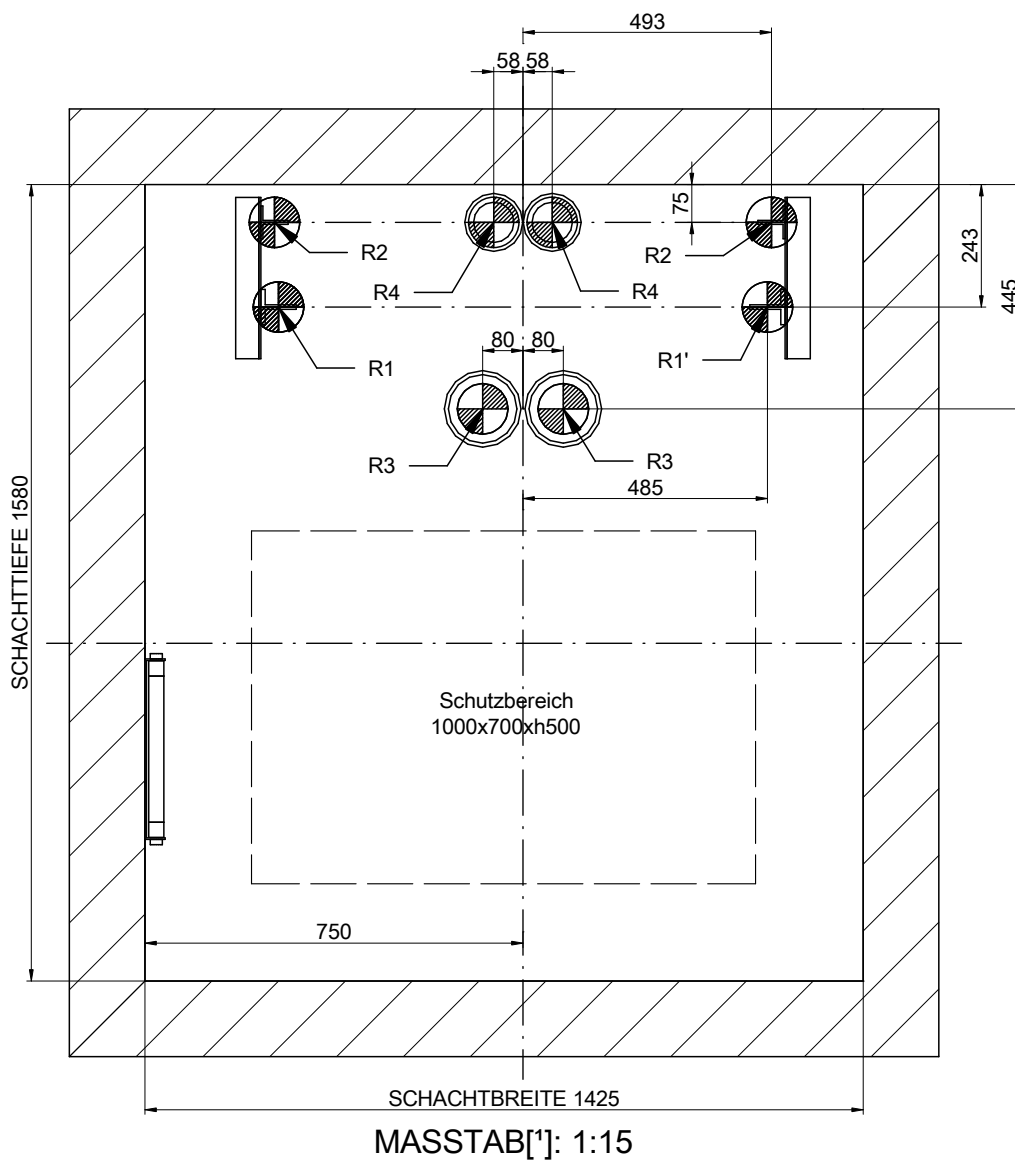 493
58 58
75
243
445
R2
R2
R4
R4
R1
80 80
R1'
R3
R3
485
SCHACHTTIEFE 1580
Schutzbereich
1000x700xh500
750
SCHACHTBREITE 1425
MASSTAB[¹]: 1:15